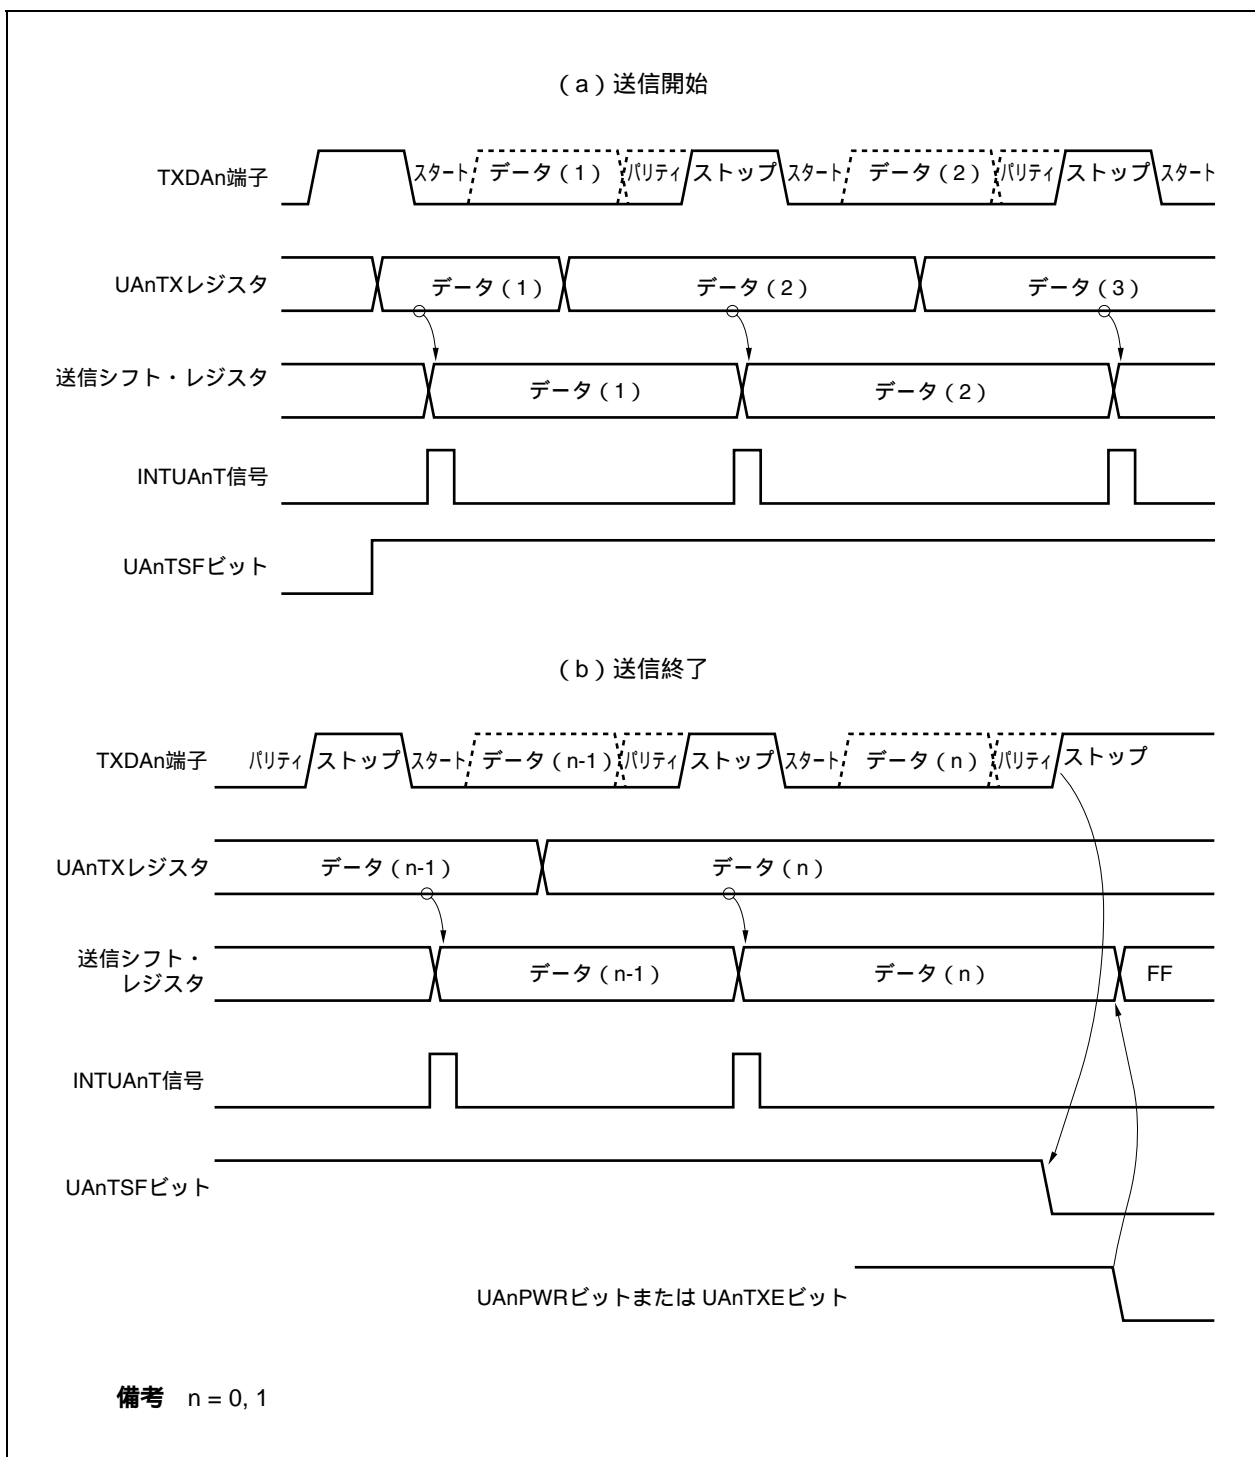 （a）送信開始
TXDAn端子
スタート データ（1） パリティ ストップ スタート データ（2） パリティ ストップ スタート
UAnTXレジスタ
データ（1） データ（2） データ（3）
送信シフト・レジスタ
データ（1） データ（2）
INTUAnT信号
UAnTSFビット
（b）送信終了
TXDAn端子
パリティ ストップ スタート データ（n-1） パリティ ストップ スタート データ（n） パリティ ストップ
UAnTXレジスタ
データ（n-1） データ（n）
送信シフト・
レジスタ
データ（n-1） データ（n） FF
INTUAnT信号
UAnTSFビット
UAnPWRビットまたは UAnTXEビット
備考 n = 0, 1